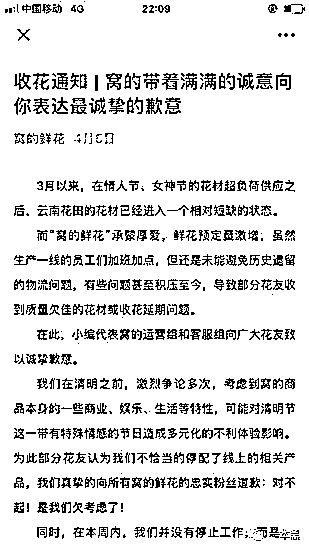 中国移动 4G 22:09
收花通知 | 窝的带着满满的诚意向
你表达最诚挚的歉意
窝的鲜花 4月5日
3月以来，在情人节、女神节的花材超负荷供应之
后，云南花田的花材已经进入一个相对短缺的状态。
而“窝的鲜花”承蒙厚爱，鲜花预定量激增，虽然
生产一线的员工们加班加点，但还是未能避免历史遗留
的物流问题，有些问题甚至积压至今，导致部分花友收
到质量欠佳的花材或收花延期问题。
在此，小编代表窝的运营组和客服组向广大花友致
以诚挚歉意。
我们在清明之前，激烈争论多次，考虑到窝的商
品本身的一些商业、娱乐、生活等特性，可能对清明节
这一带有特殊情感的节日造成多元化的不利体验影响。
为此部分花友认为我们不恰当的停配了线上的相关产
品，我们真挚的向所有窝的鲜花的忠实粉丝道歉：对不
起！是我们欠考虑了！
同时，在本周内，我们并没有停止工作，而是